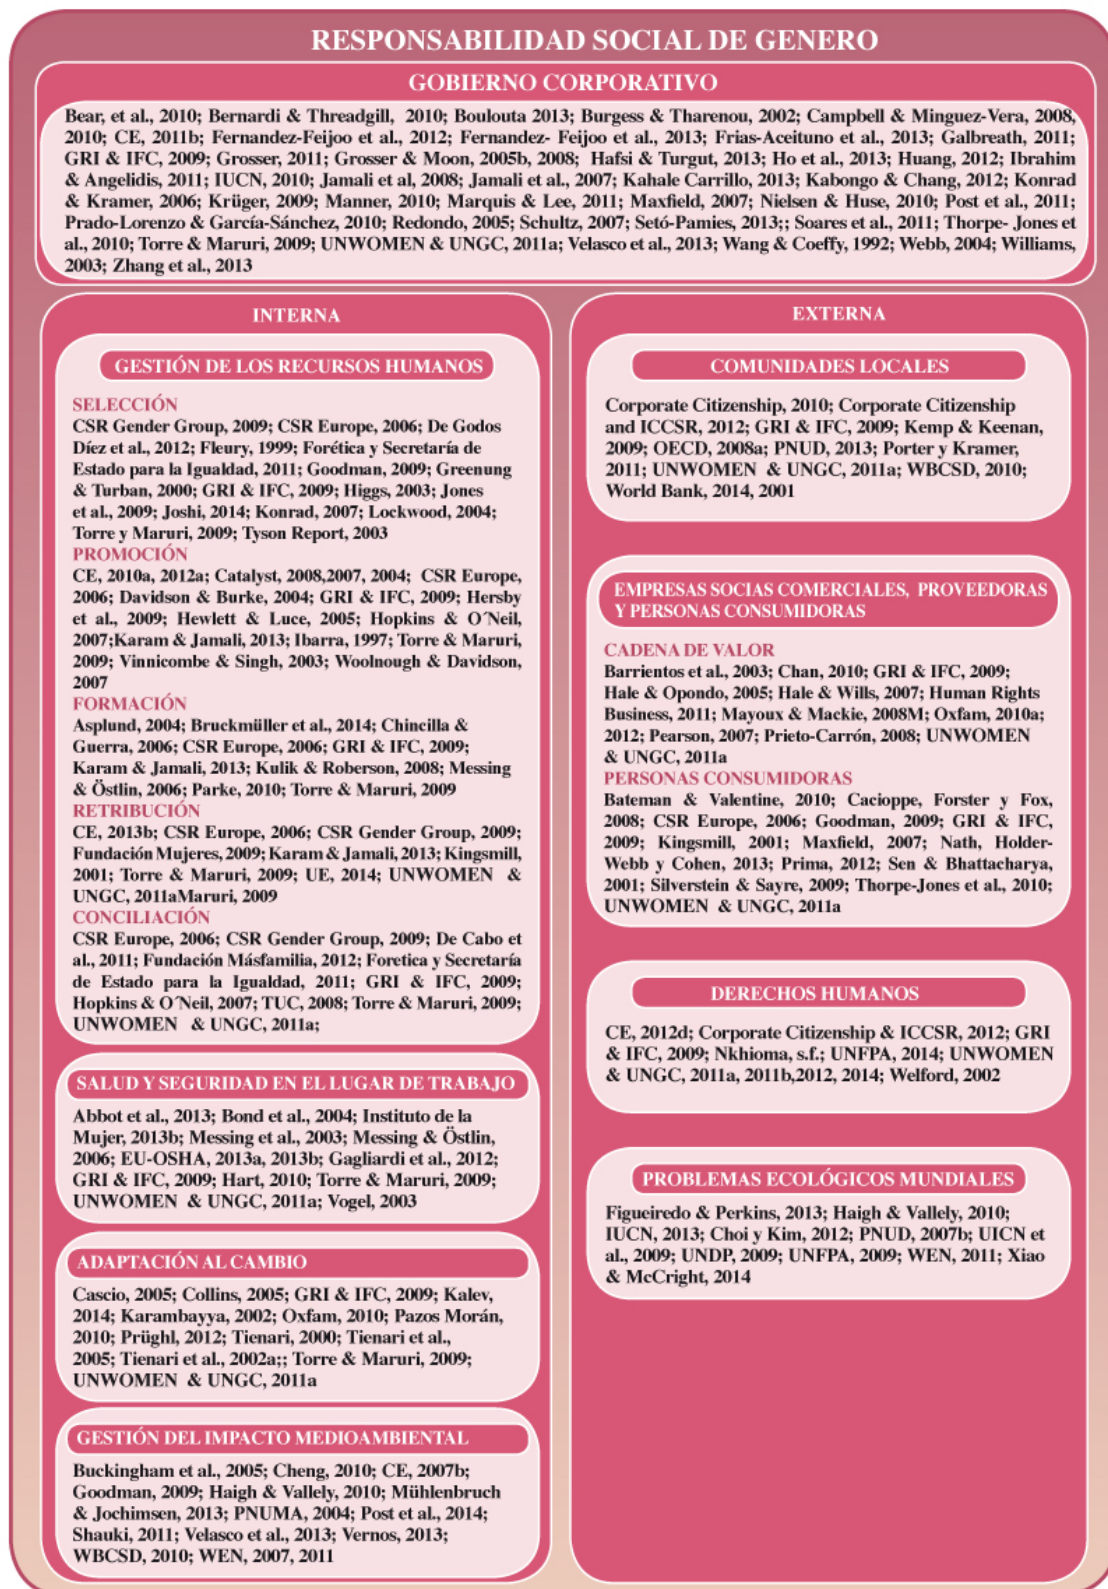 RESPONSABILIDAD SOCIAL DE GENERO
GOBIERNO CORPORATIVO
Bear, et al., 2010; Bernardi & Threadgill, 2010; Boulouta 2013; Burgess & Tharenou, 2002; Campbell & Minguez-Vera, 2008,
2010; CE, 2011b; Fernandez-Feijoo et al., 2012; Fernandez- Feijoo et al., 2013; Frias-Aceituno et al., 2013; Galbreath, 2011;
GRI & IFC, 2009; Grosser, 2011; Grosser & Moon, 2005b, 2008; Hafsi & Turgut, 2013; Ho et al., 2013; Huang, 2012; Ibrahim
& Angelidis, 2011; IUCN, 2010; Jamali et al, 2008; Jamali et al., 2007; Kahale Carrillo, 2013; Kabongo & Chang, 2012; Konrad
& Kramer, 2006; Krüger, 2009; Manner, 2010; Marquis & Lee, 2011; Maxfield, 2007; Nielsen & Huse, 2010; Post et al., 2011;
Prado-Lorenzo & García-Sánchez, 2010; Redondo, 2005; Schultz, 2007; Setó-Pamies, 2013;; Soares et al., 2011; Thorpe- Jones et
al., 2010; Torre & Maruri, 2009; UNWOMEN & UNGC, 2011a; Velasco et al., 2013; Wang & Coeffy, 1992; Webb, 2004; Williams,
2003; Zhang et al., 2013
INTERNA
GESTIÓN DE LOS RECURSOS HUMANOS
SELECCIÓN
CSR Gender Group, 2009; CSR Europe, 2006; De Godos
Díez et al., 2012; Fleury, 1999; Forética y Secretaría de
Estado para la Igualdad, 2011; Goodman, 2009; Greenung
& Turban, 2000; GRI & IFC, 2009; Higgs, 2003; Jones
et al., 2009; Joshi, 2014; Konrad, 2007; Lockwood, 2004;
Torre y Maruri, 2009; Tyson Report, 2003
PROMOCIÓN
CE, 2010a, 2012a; Catalyst, 2008,2007, 2004; CSR Europe,
2006; Davidson & Burke, 2004; GRI & IFC, 2009; Hersby
et al., 2009; Hewlett & Luce, 2005; Hopkins & O´Neil,
2007;Karam & Jamali, 2013; Ibarra, 1997; Torre & Maruri,
2009; Vinnicombe & Singh, 2003; Woolnough & Davidson,
2007
FORMACIÓN
Asplund, 2004; Bruckmüller et al., 2014; Chincilla &
Guerra, 2006; CSR Europe, 2006; GRI & IFC, 2009;
Karam & Jamali, 2013; Kulik & Roberson, 2008; Messing
& Östlin, 2006; Parke, 2010; Torre & Maruri, 2009
RETRIBUCIÓN
CE, 2013b; CSR Europe, 2006; CSR Gender Group, 2009;
Fundación Mujeres, 2009; Karam & Jamali, 2013; Kingsmill,
2001; Torre & Maruri, 2009; UE, 2014; UNWOMEN &
UNGC, 2011aMaruri, 2009
CONCILIACIÓN
CSR Europe, 2006; CSR Gender Group, 2009; De Cabo et
al., 2011; Fundación Másfamilia, 2012; Foretica y Secretaría
de Estado para la Igualdad, 2011; GRI & IFC, 2009;
Hopkins & O´Neil, 2007; TUC, 2008; Torre & Maruri, 2009;
UNWOMEN & UNGC, 2011a;
SALUD Y SEGURIDAD EN EL LUGAR DE TRABAJO
Abbot et al., 2013; Bond et al., 2004; Instituto de la
Mujer, 2013b; Messing et al., 2003; Messing & Östlin,
2006; EU-OSHA, 2013a, 2013b; Gagliardi et al., 2012;
GRI & IFC, 2009; Hart, 2010; Torre & Maruri, 2009;
UNWOMEN & UNGC, 2011a; Vogel, 2003
ADAPTACIÓN AL CAMBIO
Cascio, 2005; Collins, 2005; GRI & IFC, 2009; Kalev,
2014; Karambayya, 2002; Oxfam, 2010; Pazos Morán,
2010; Prüghl, 2012; Tienari, 2000; Tienari et al.,
2005; Tienari et al., 2002a;; Torre & Maruri, 2009;
UNWOMEN & UNGC, 2011a
GESTIÓN DEL IMPACTO MEDIOAMBIENTAL
Buckingham et al., 2005; Cheng, 2010; CE, 2007b;
Goodman, 2009; Haigh & Vallely, 2010; Mühlenbruch
& Jochimsen, 2013; PNUMA, 2004; Post et al., 2014;
Shauki, 2011; Velasco et al., 2013; Vernos, 2013;
WBCSD, 2010; WEN, 2007, 2011
EXTERNA
COMUNIDADES LOCALES
Corporate Citizenship, 2010; Corporate Citizenship
and ICCSR, 2012; GRI & IFC, 2009; Kemp & Keenan,
2009; OECD, 2008a; PNUD, 2013; Porter y Kramer,
2011; UNWOMEN & UNGC, 2011a; WBCSD, 2010;
World Bank, 2014, 2001
EMPRESAS SOCIAS COMERCIALES, PROVEEDORAS
Y PERSONAS CONSUMIDORAS
CADENA DE VALOR
Barrientos et al., 2003; Chan, 2010; GRI & IFC, 2009;
Hale & Opondo, 2005; Hale & Wills, 2007; Human Rights
Business, 2011; Mayoux & Mackie, 2008M; Oxfam, 2010a;
2012; Pearson, 2007; Prieto-Carrón, 2008; UNWOMEN
& UNGC, 2011a
PERSONAS CONSUMIDORAS
Bateman & Valentine, 2010; Cacioppe, Forster y Fox,
2008; CSR Europe, 2006; Goodman, 2009; GRI & IFC,
2009; Kingsmill, 2001; Maxfield, 2007; Nath, Holder-
Webb y Cohen, 2013; Prima, 2012; Sen & Bhattacharya,
2001; Silverstein & Sayre, 2009; Thorpe-Jones et al., 2010;
UNWOMEN & UNGC, 2011a
DERECHOS HUMANOS
CE, 2012d; Corporate Citizenship & ICCSR, 2012; GRI
& IFC, 2009; Nkhioma, s.f.; UNFPA, 2014; UNWOMEN
& UNGC, 2011a, 2011b,2012, 2014; Welford, 2002
PROBLEMAS ECOLÓGICOS MUNDIALES
Figueiredo & Perkins, 2013; Haigh & Vallely, 2010;
IUCN, 2013; Choi y Kim, 2012; PNUD, 2007b; UICN et
al., 2009; UNDP, 2009; UNFPA, 2009; WEN, 2011; Xiao
& McCright, 2014